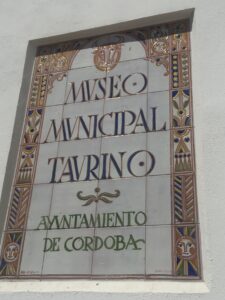 MVSEO
MVNICIPAL
TAVRINO
AYVNTAMIENTO
DE CORDOBA